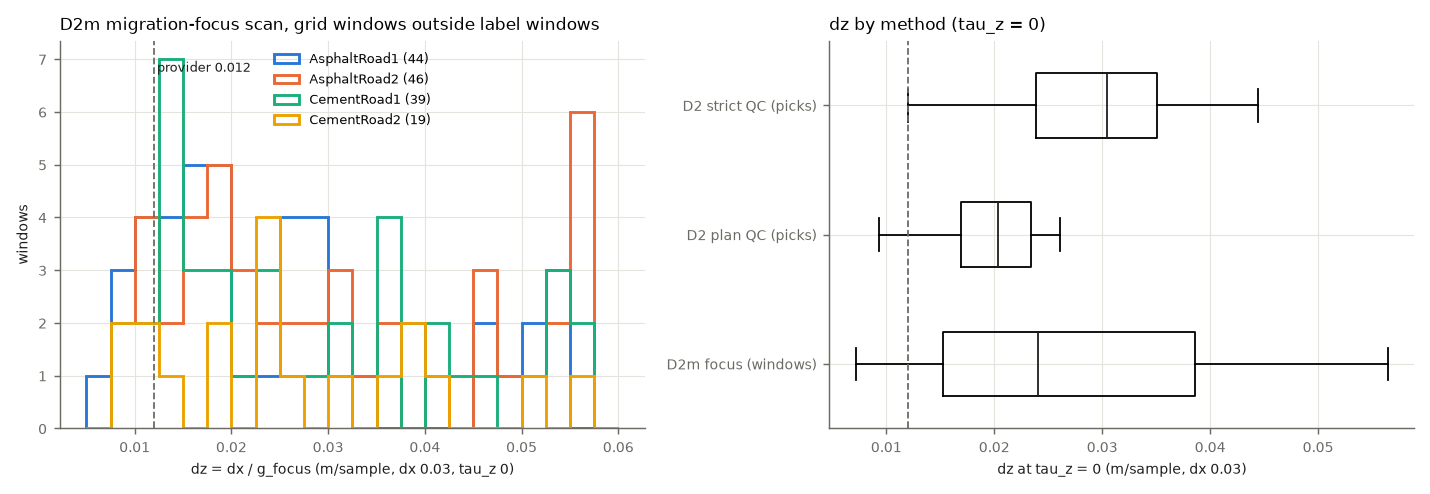 D2m migration-focus scan, grid windows outside label windows
provider 0.012
AsphaltRoad1 (44)
AsphaltRoad2 (46)
CementRoad1 (39)
CementRoad2 (19)
windows
7
6
5
4
3
2
1
0
0.01 0.02 0.03 0.04 0.05 0.06
dz = dx / g_focus (m/sample, dx 0.03, tau_z 0)
dz by method (tau_z = 0)
D2 strict QC (picks)
D2 plan QC (picks)
D2m focus (windows)
0.01 0.02 0.03 0.04 0.05
dz at tau_z = 0 (m/sample, dx 0.03)